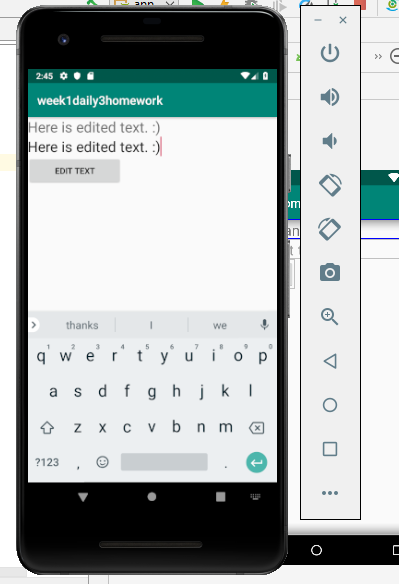 app
2:45
week1daily3homework
Here is edited text. :)
Here is edited text. :)
EDIT TEXT
thanks I we
1 2 3 4 5 6 7 8 9 0
q w e r t y u i o p
a s d f g h j k l
z x c v b n m
?123 , .